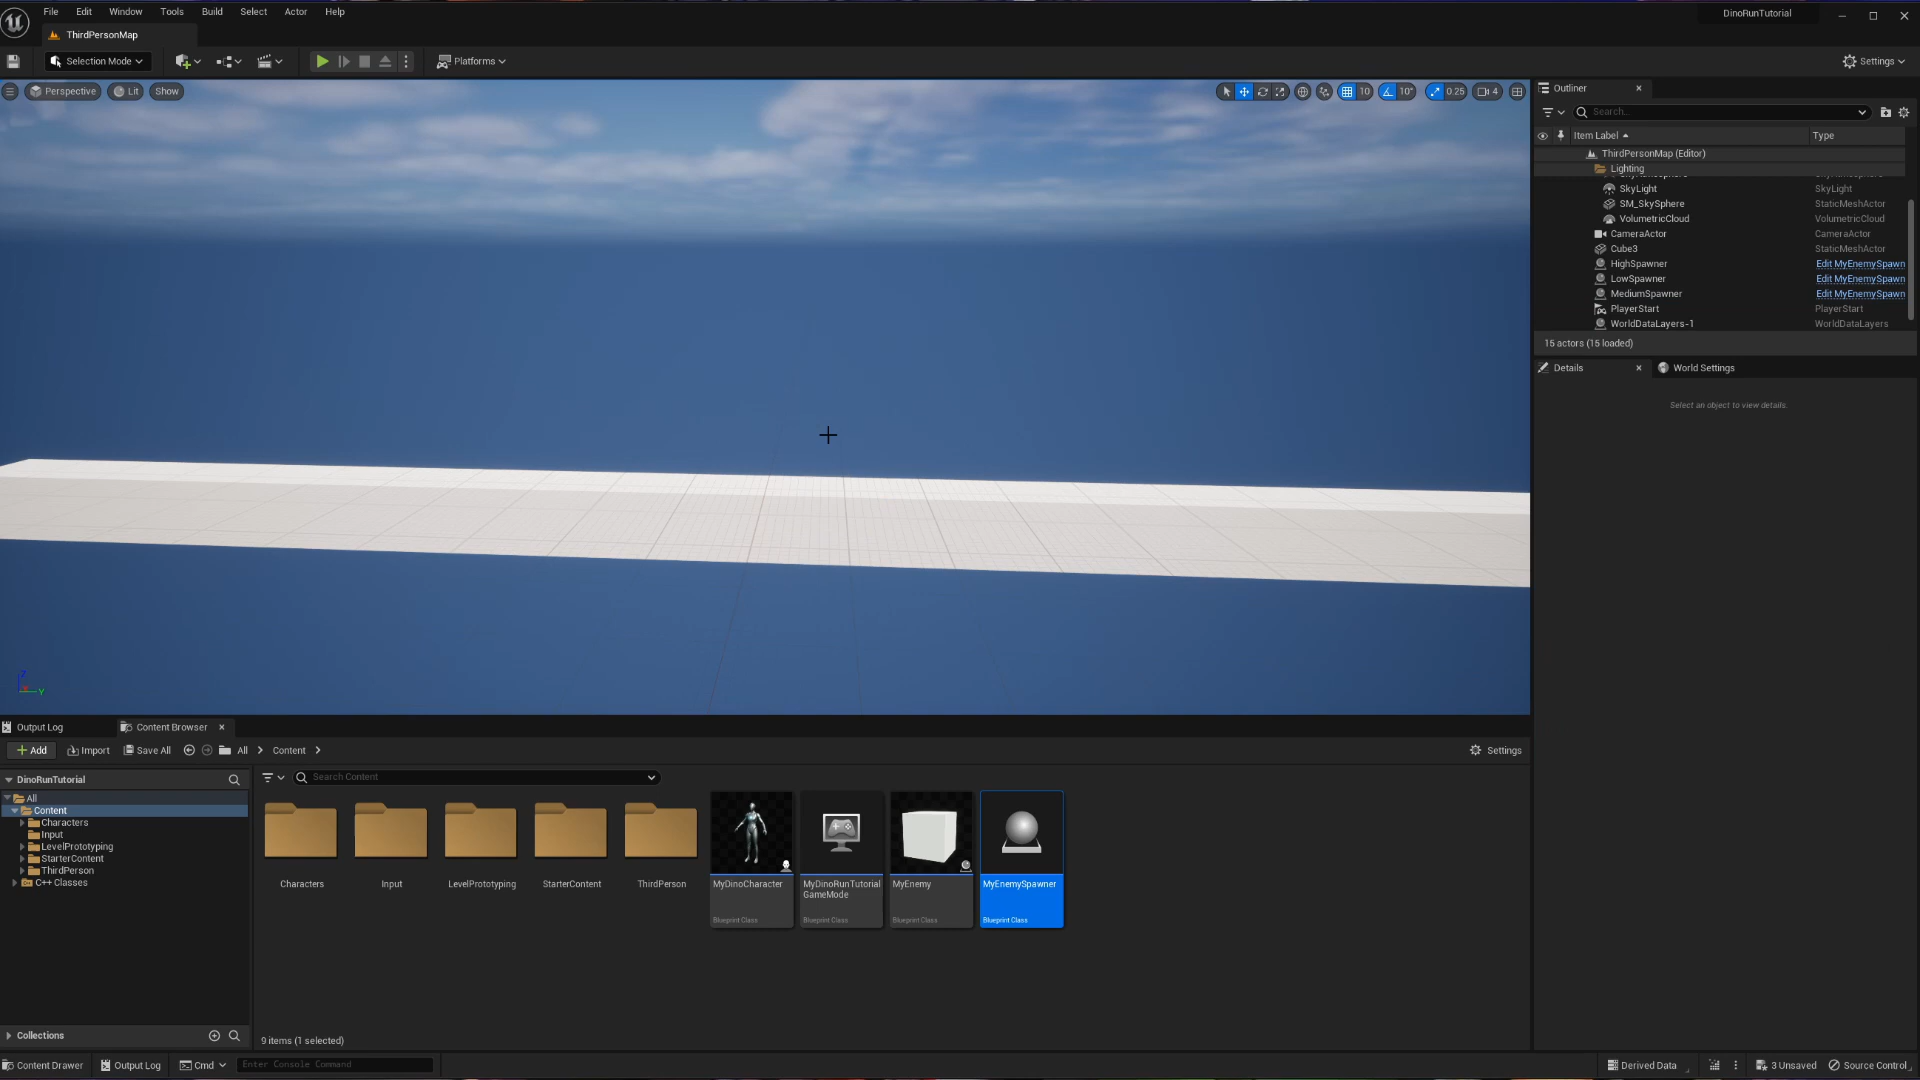 File Edit Window Tools Build Select Actor Help
DinoRunTutorial
ThirdPersonMap
Selection Mode
Platforms
Settings
Perspective Lit Show
10 10° 0.25 4
Outliner
Search...
Item Label Type
ThirdPersonMap (Editor)
Lighting
SkyLight SkyLight
SM_SkySphere StaticMeshActor
VolumetricCloud VolumetricCloud
CameraActor CameraActor
Cube3 StaticMeshActor
HighSpawner Edit MyEnemySpawn
LowSpawner Edit MyEnemySpawn
MediumSpawner Edit MyEnemySpawn
PlayerStart PlayerStart
WorldDataLayers-1 WorldDataLayers
15 actors (15 loaded)
Details World Settings
Select an object to view details.
Z
Y
Output Log Content Browser
Add Import Save All All Content Settings
DinoRunTutorial
Search Content
All
Content
Characters
Input
LevelPrototyping
StarterContent
ThirdPerson
C++ Classes
Characters
Input
LevelPrototyping
StarterContent
ThirdPerson
MyDinoCharacter
Blueprint Class
MyDinoRunTutorial
GameMode
Blueprint Class
MyEnemy
Blueprint Class
MyEnemySpawner
Blueprint Class
Collections
9 items (1 selected)
Content Drawer Output Log Cmd Enter Console Command
Derived Data 3 Unsaved Source Control